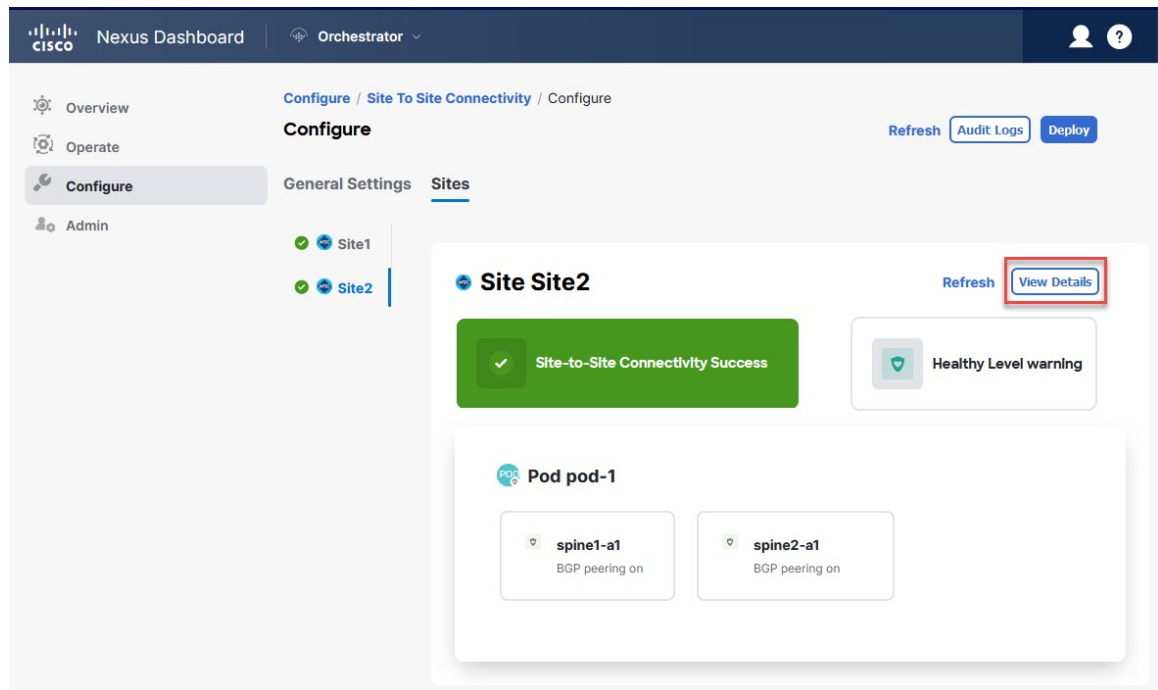 CISCO Nexus Dashboard Orchestrator ?
Overview
Operate
Configure
Admin
Configure / Site To Site Connectivity / Configure
Configure
Refresh Audit Logs Deploy
General Settings Sites
Site1
Site2
Site Site2
Refresh View Details
Site-to-Site Connectivity Success
Healthy Level warning
POD Pod pod-1
spine1-a1
BGP peering on
spine2-a1
BGP peering on